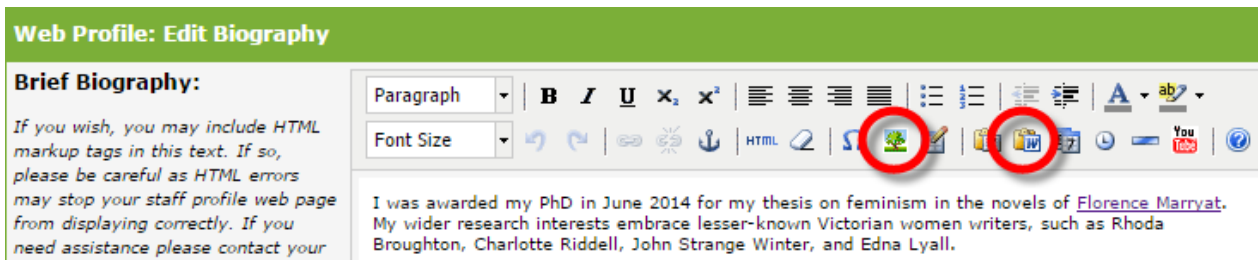 Web Profile: Edit Biography
Brief Biography:
If you wish, you may include HTML
markup tags in this text. If so,
please be careful as HTML errors
may stop your staff profile web page
from displaying correctly. If you
need assistance please contact your
Paragraph B I U x₂ x² A ab
Font Size HTML Ω W 7 You Tube ?
I was awarded my PhD in June 2014 for my thesis on feminism in the novels of Florence Marryat.
My wider research interests embrace lesser-known Victorian women writers, such as Rhoda
Broughton, Charlotte Riddell, John Strange Winter, and Edna Lyall.